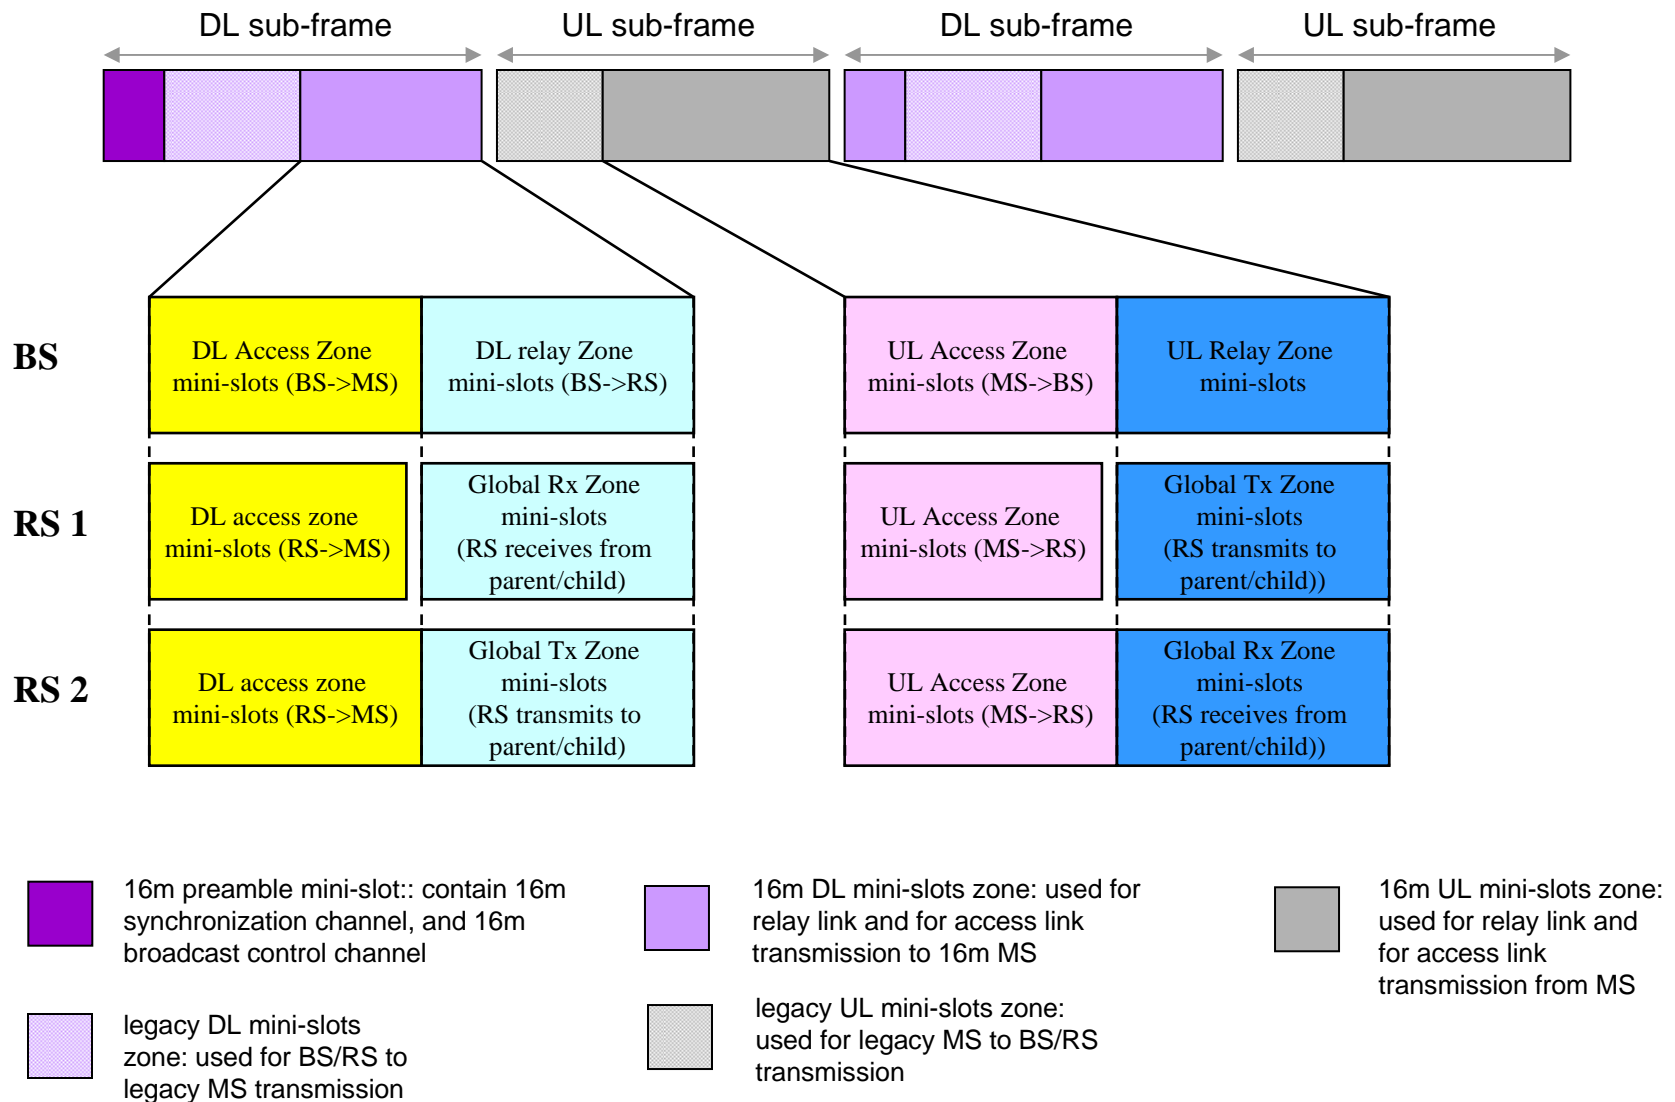 DL sub-frame
UL sub-frame
DL sub-frame
UL sub-frame
BS
DL Access Zone
mini-slots (BS->MS)
DL relay Zone
mini-slots (BS->RS)
UL Access Zone
mini-slots (MS->BS)
UL Relay Zone
mini-slots
RS 1
DL access zone
mini-slots (RS->MS)
Global Rx Zone
mini-slots
(RS receives from
parent/child)
UL Access Zone
mini-slots (MS->RS)
Global Tx Zone
mini-slots
(RS transmits to
parent/child))
RS 2
DL access zone
mini-slots (RS->MS)
Global Tx Zone
mini-slots
(RS transmits to
parent/child)
UL Access Zone
mini-slots (MS->RS)
Global Rx Zone
mini-slots
(RS receives from
parent/child))
16m preamble mini-slot:: contain 16m
synchronization channel, and 16m
broadcast control channel
16m DL mini-slots zone: used for
relay link and for access link
transmission to 16m MS
16m UL mini-slots zone:
used for relay link and
for access link
transmission from MS
legacy DL mini-slots
zone: used for BS/RS to
legacy MS transmission
legacy UL mini-slots zone:
used for legacy MS to BS/RS
transmission